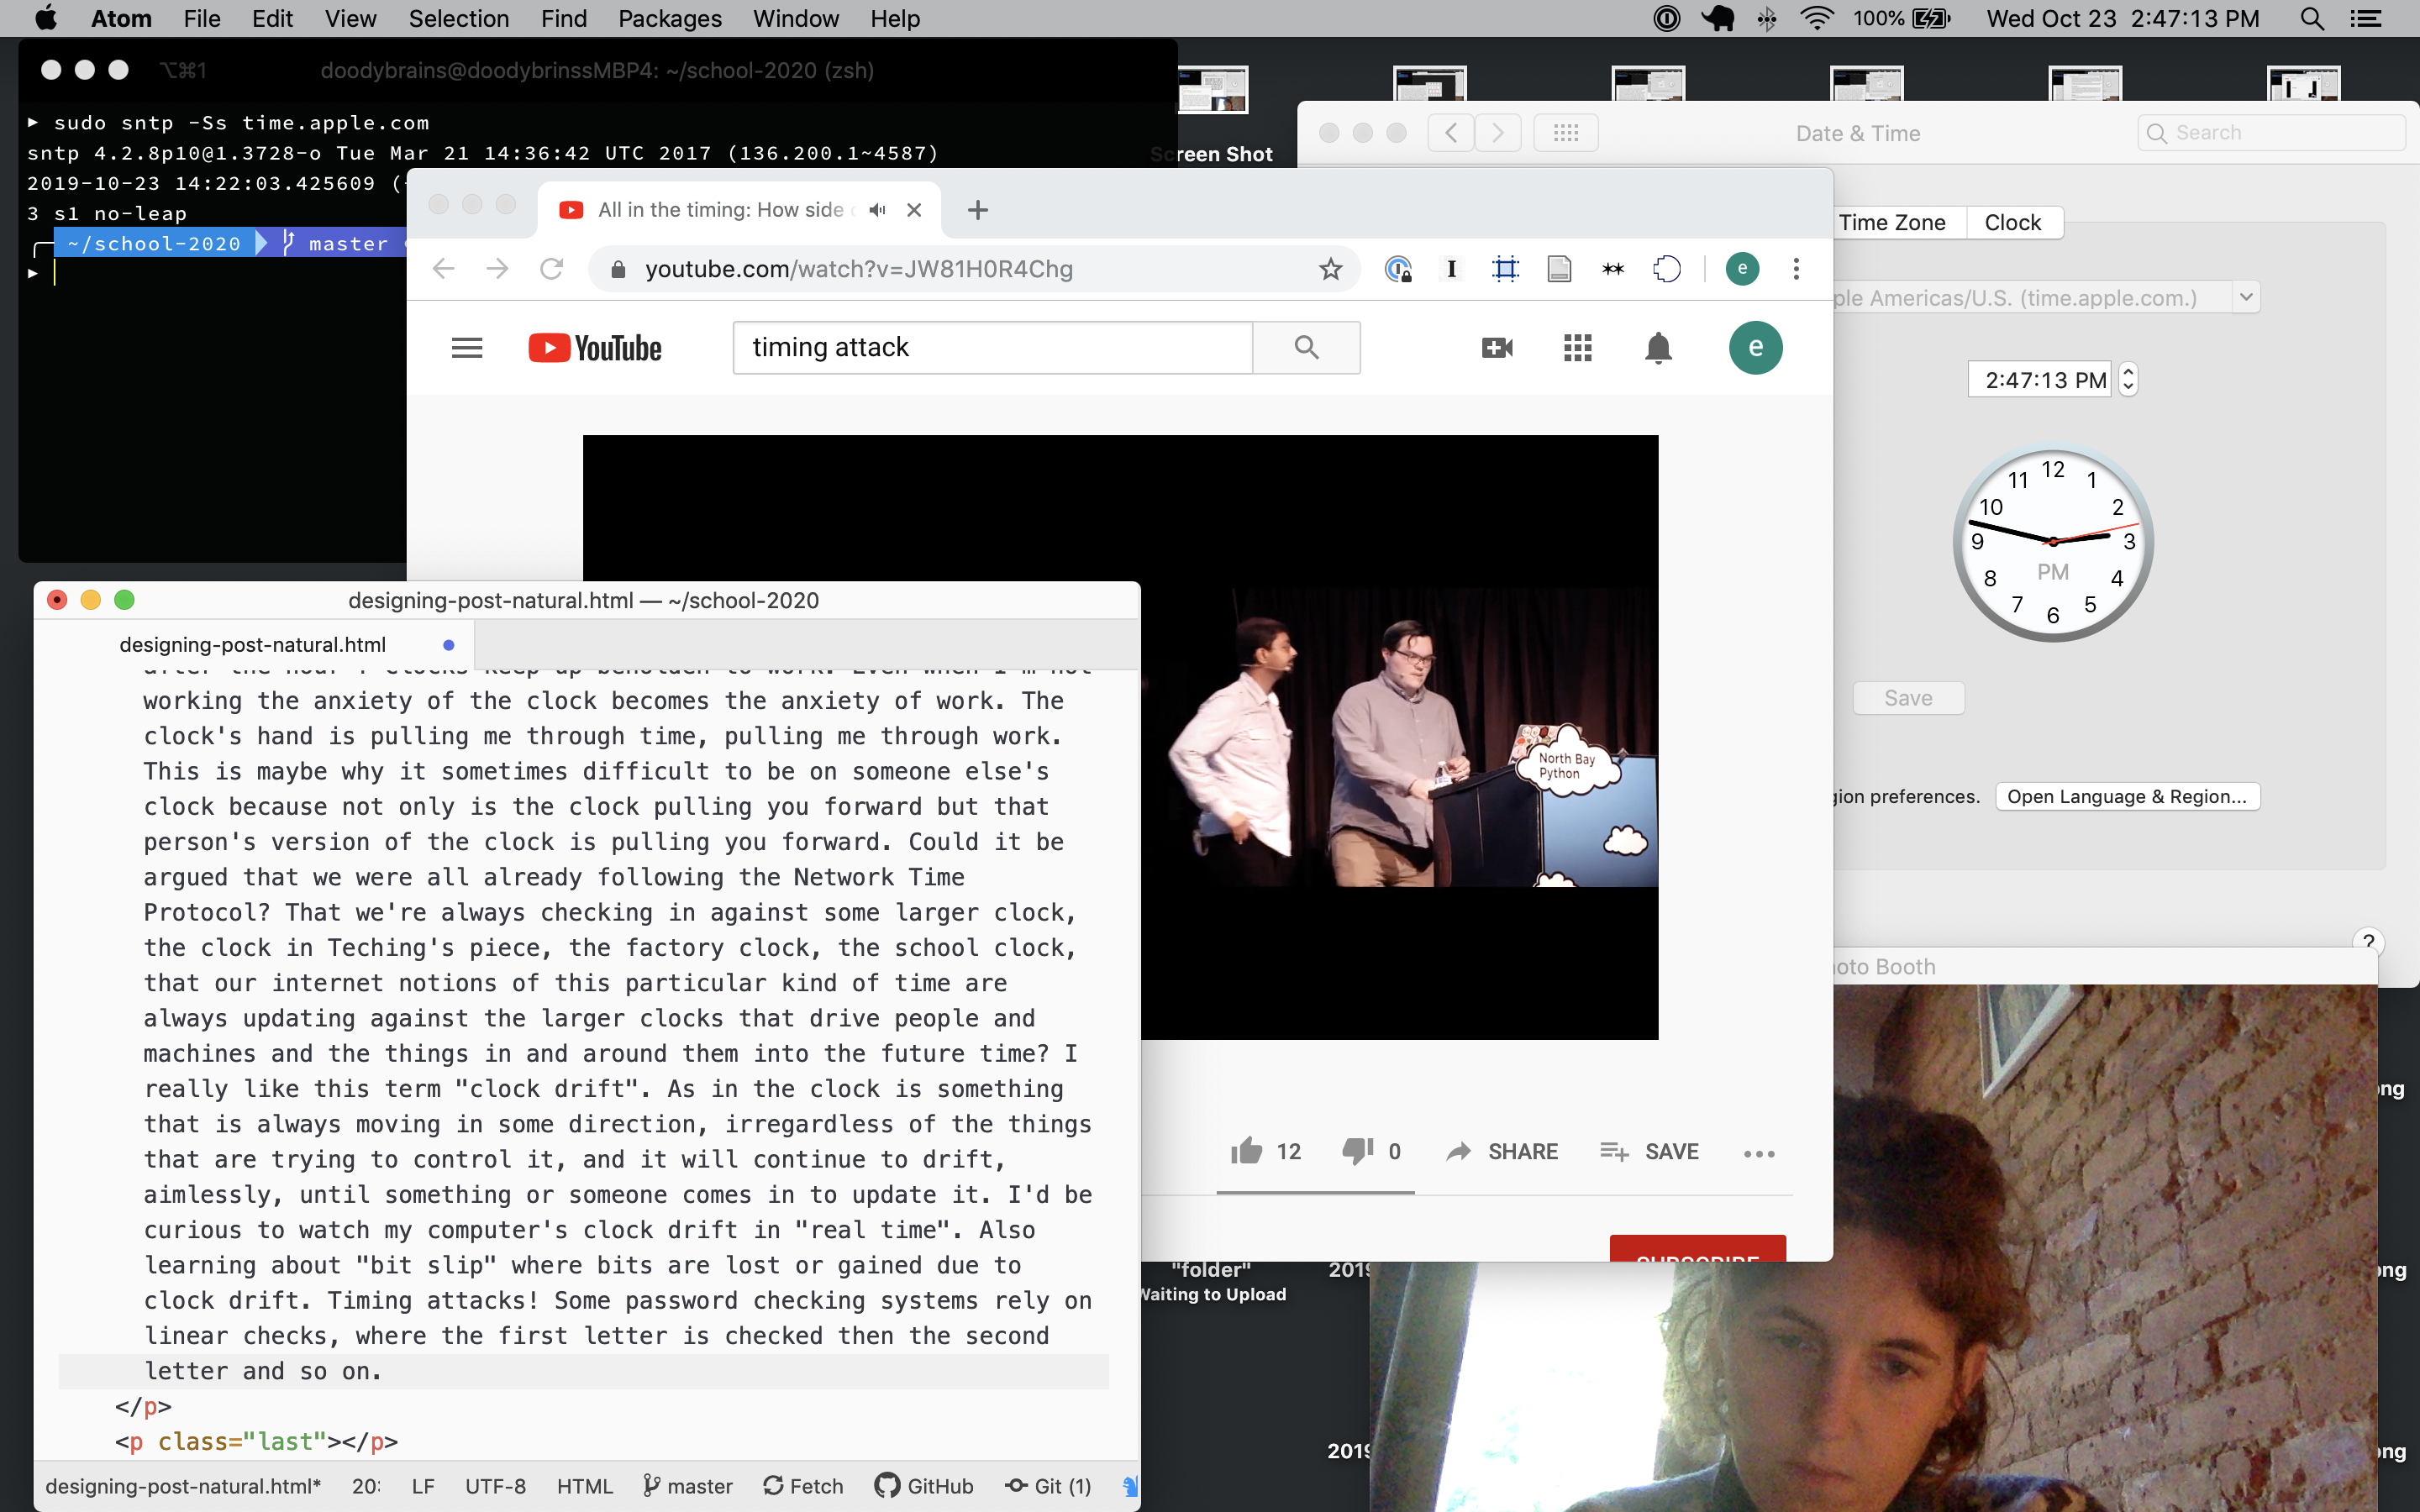 Atom File Edit View Selection Find Packages Window Help 100% Wed Oct 23 2:47:13 PM
⌥⌘1 doodybrains@doodybrinssMBP4: ~/school-2020 (zsh)
▸ sudo sntp -Ss time.apple.com
sntp 4.2.8p10@1.3728-o Tue Mar 21 14:36:42 UTC 2017 (136.200.1~4587)
2019-10-23 14:22:03.425609 (
3 s1 no-leap
~/school-2020 master
Screen Shot
Date & Time Search
Time Zone Clock
Americas/U.S. (time.apple.com.)
2:47:13 PM
12
11 1
10 2
9 3
PM
8 4
7 5
6
Save
preferences. Open Language & Region...
?
All in the timing: How side
youtube.com/watch?v=JW81H0R4Chg
e
YouTube timing attack e
North Bay
Python
12 0 SHARE SAVE
SUBSCRIBE
designing-post-natural.html — ~/school-2020
designing-post-natural.html
after the hour clocks keep up beholden to work. Even when I'm not
working the anxiety of the clock becomes the anxiety of work. The
clock's hand is pulling me through time, pulling me through work.
This is maybe why it sometimes difficult to be on someone else's
clock because not only is the clock pulling you forward but that
person's version of the clock is pulling you forward. Could it be
argued that we were all already following the Network Time
Protocol? That we're always checking in against some larger clock,
the clock in Teching's piece, the factory clock, the school clock,
that our internet notions of this particular kind of time are
always updating against the larger clocks that drive people and
machines and the things in and around them into the future time? I
really like this term "clock drift". As in the clock is something
that is always moving in some direction, irregardless of the things
that are trying to control it, and it will continue to drift,
aimlessly, until something or someone comes in to update it. I'd be
curious to watch my computer's clock drift in "real time". Also
learning about "bit slip" where bits are lost or gained due to
clock drift. Timing attacks! Some password checking systems rely on
linear checks, where the first letter is checked then the second
letter and so on.
</p>
<p class="last"></p>
designing-post-natural.html* 20: LF UTF-8 HTML master Fetch GitHub Git (1)
Booth
"folder"
Waiting to Upload